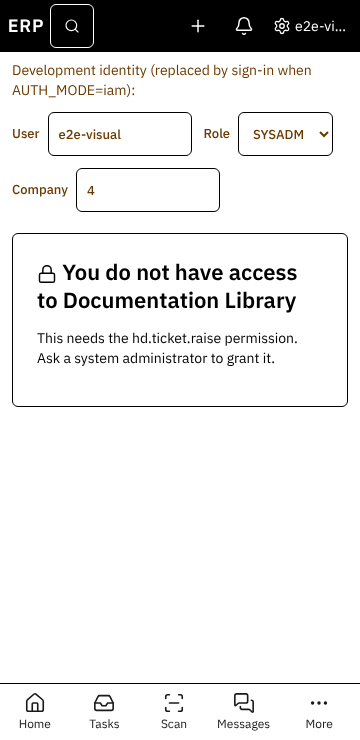 ERP
e2e-vi...
Development identity (replaced by sign-in when
AUTH_MODE=iam):
User e2e-visual Role SYSADM
Company 4
You do not have access
to Documentation Library
This needs the hd.ticket.raise permission.
Ask a system administrator to grant it.
Home Tasks Scan Messages More